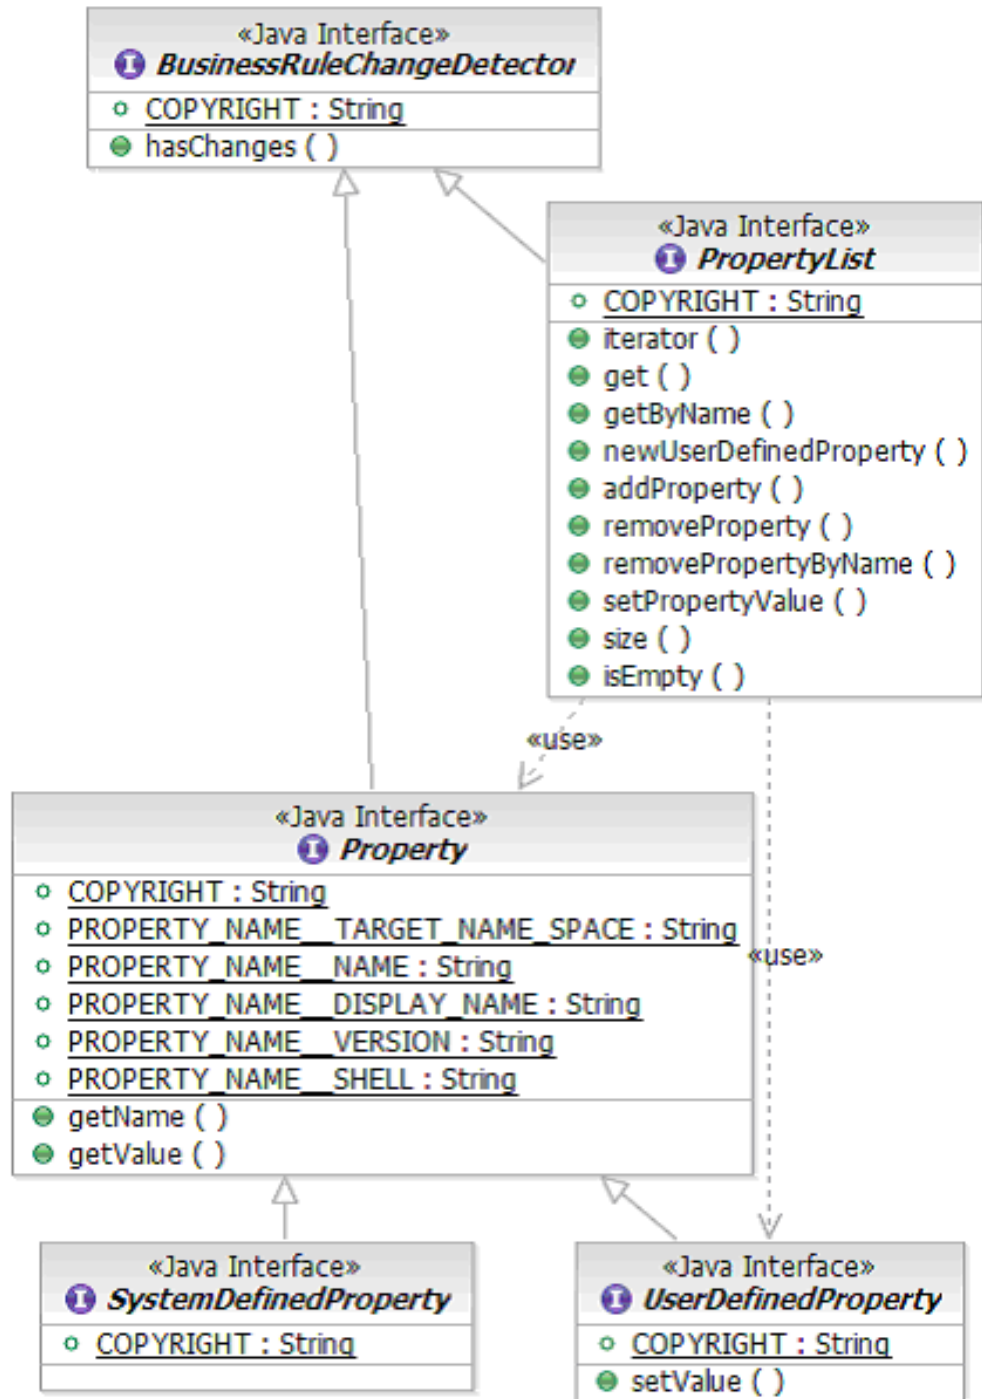 «Java Interface»
BusinessRuleChangeDetector
COPYRIGHT : String
hasChanges ( )
«Java Interface»
PropertyList
COPYRIGHT : String
iterator ( )
get ( )
getByName ( )
newUserDefinedProperty ( )
addProperty ( )
removeProperty ( )
removePropertyByName ( )
setPropertyValue ( )
size ( )
isEmpty ( )
«use»
«Java Interface»
Property
COPYRIGHT : String
PROPERTY_NAME__TARGET_NAME_SPACE : String
PROPERTY_NAME__NAME : String
PROPERTY_NAME__DISPLAY_NAME : String
PROPERTY_NAME__VERSION : String
PROPERTY_NAME__SHELL : String
getName ( )
getValue ( )
«use»
«Java Interface»
SystemDefinedProperty
COPYRIGHT : String
«Java Interface»
UserDefinedProperty
COPYRIGHT : String
setValue ( )